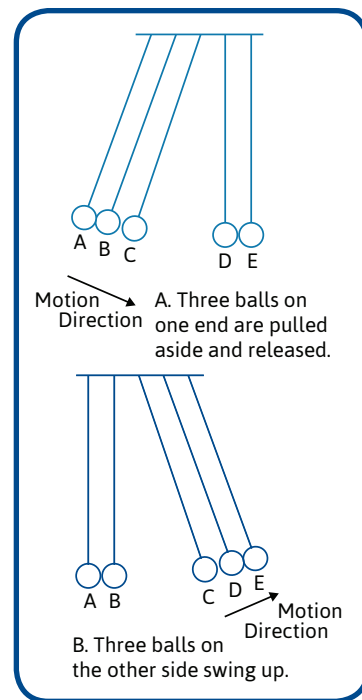 A B C D E
Motion
Direction
A. Three balls on
one end are pulled
aside and released.
A B C D E
Motion
Direction
B. Three balls on
the other side swing up.